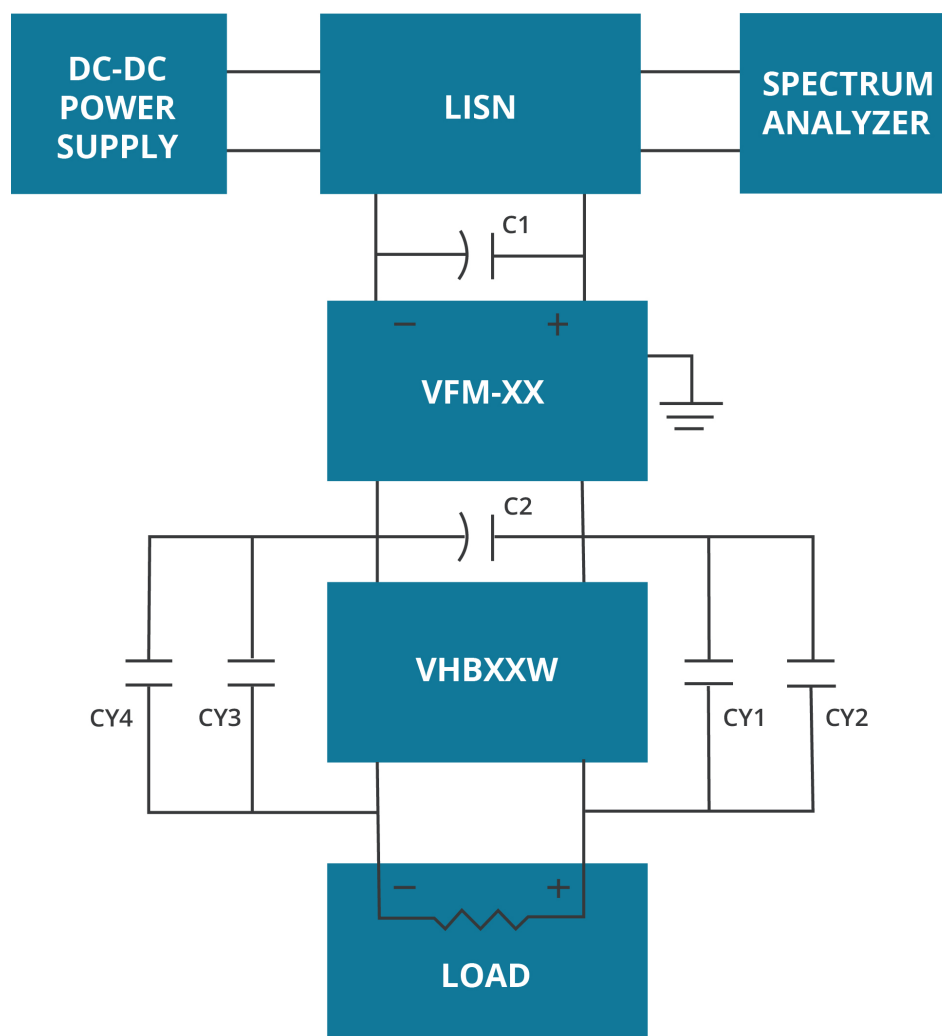 DC-DC
POWER
SUPPLY
LISN
SPECTRUM
ANALYZER
C1
− +
VFM-XX
C2
VHBXXW
CY4
CY3
CY1
CY2
− +
LOAD